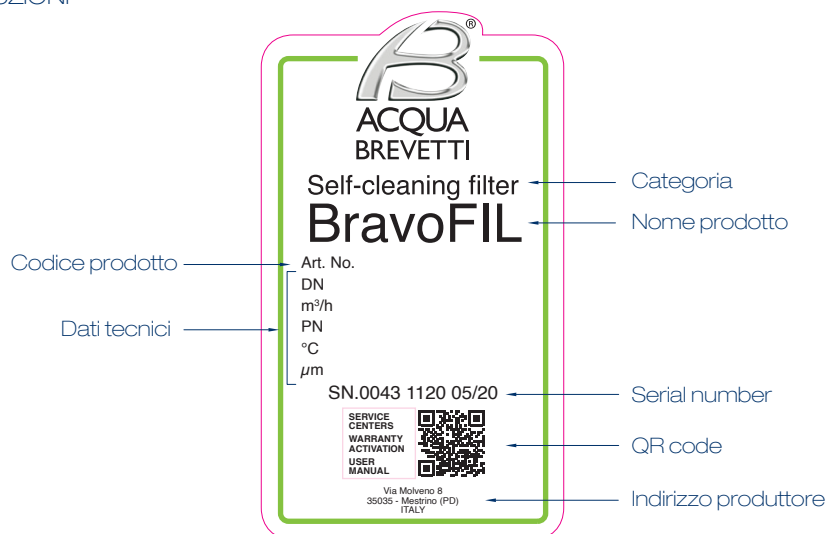 ®
ACQUA
BREVETTI
Self-cleaning filter
Categoria
BravoFIL
Nome prodotto
Codice prodotto
Art. No.
DN
m³/h
PN
°C
µm
Dati tecnici
SN.0043 1120 05/20
Serial number
SERVICE
CENTERS
WARRANTY
ACTIVATION
USER
MANUAL
QR code
Via Molveno 8
35035 - Mestrino (PD)
ITALY
Indirizzo produttore